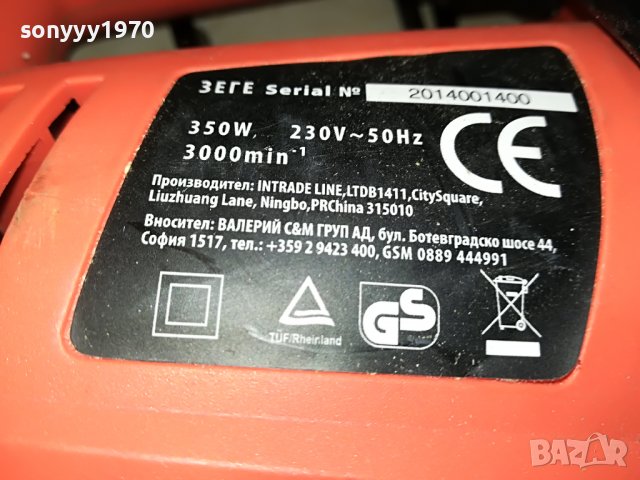 sonyyy1970
ЗЕГЕ Serial № 2014001400
350W, 230V~50Hz
3000min⁻¹
CE
Производител: INTRADE LINE,LTDB1411,CitySquare,
Liuzhuang Lane, Ningbo,PRChina 315010
Вносител: ВАЛЕРИЙ С&М ГРУП АД, бул. Ботевградско шосе 44,
София 1517, тел.: +359 2 9423 400, GSM 0889 444991
TUF/Rheinland
GS
BAZAR